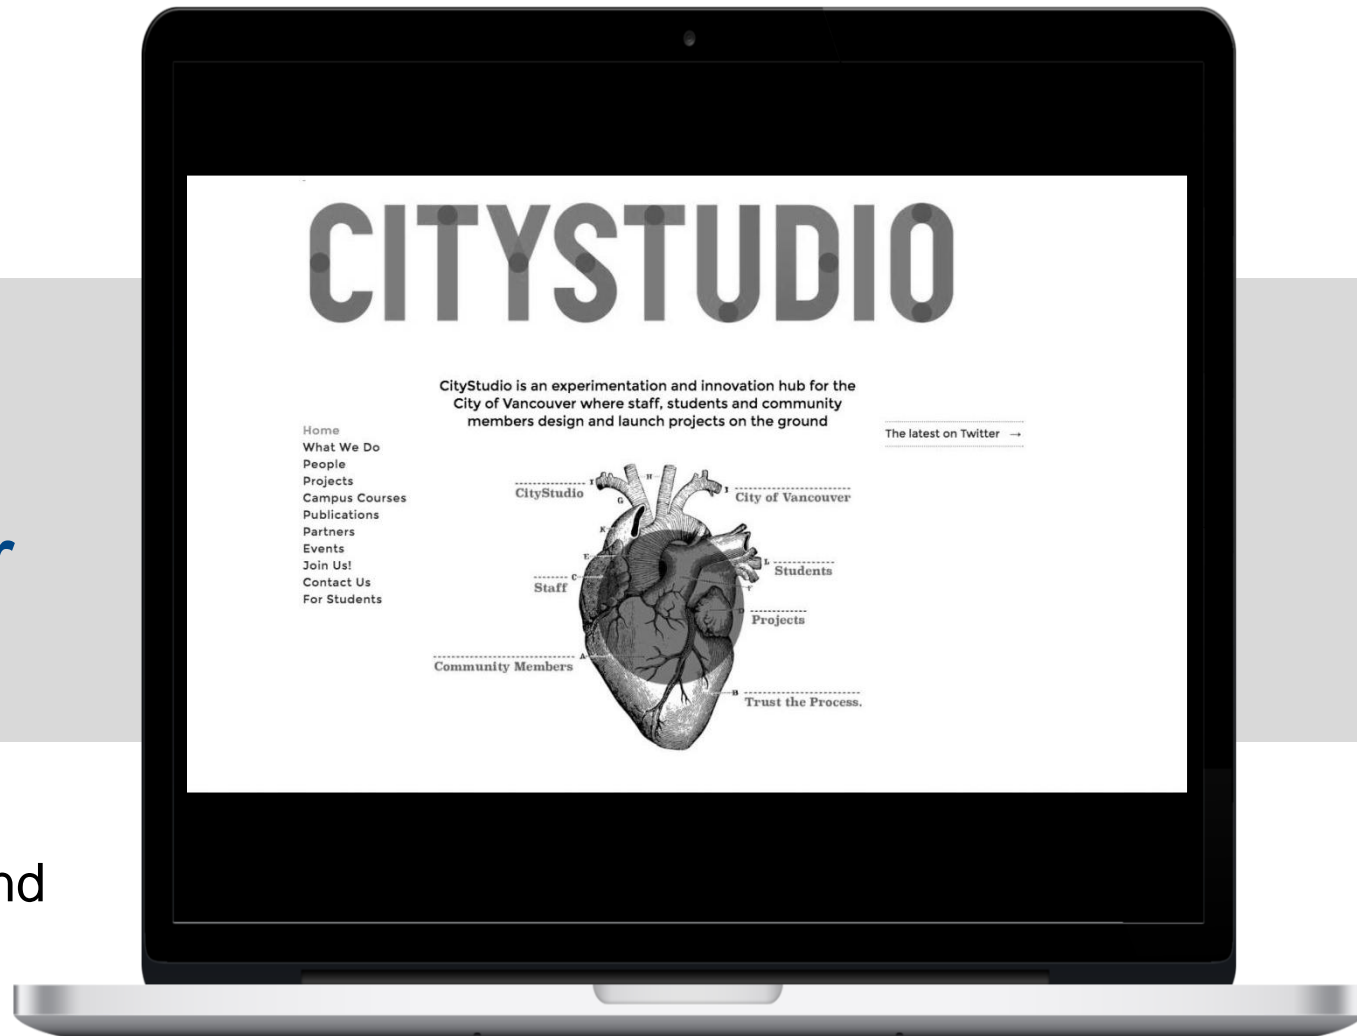 CITYSTUDIO
CityStudio is an experimentation and innovation hub for the
City of Vancouver where staff, students and community
members design and launch projects on the ground
Home
What We Do
People
Projects
Campus Courses
Publications
Partners
Events
Join Us!
Contact Us
For Students
The latest on Twitter →
CityStudio
I
H
I
City of Vancouver
G
K
E
L
Students
Staff
C
F
D
Projects
Community Members
A
B
Trust the Process.
r
nd